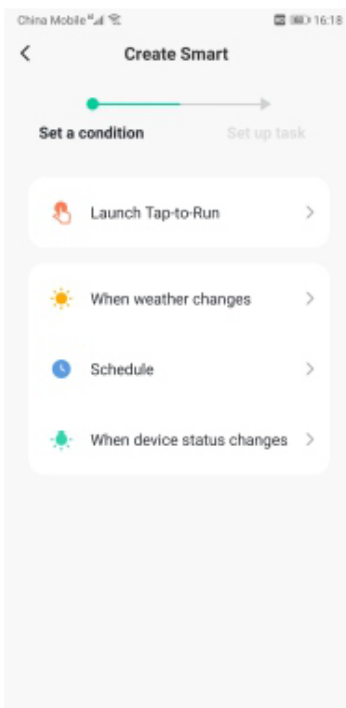 China Mobile 16:18
Create Smart
Set a condition Set up task
Launch Tap-to-Run
When weather changes
Schedule
When device status changes